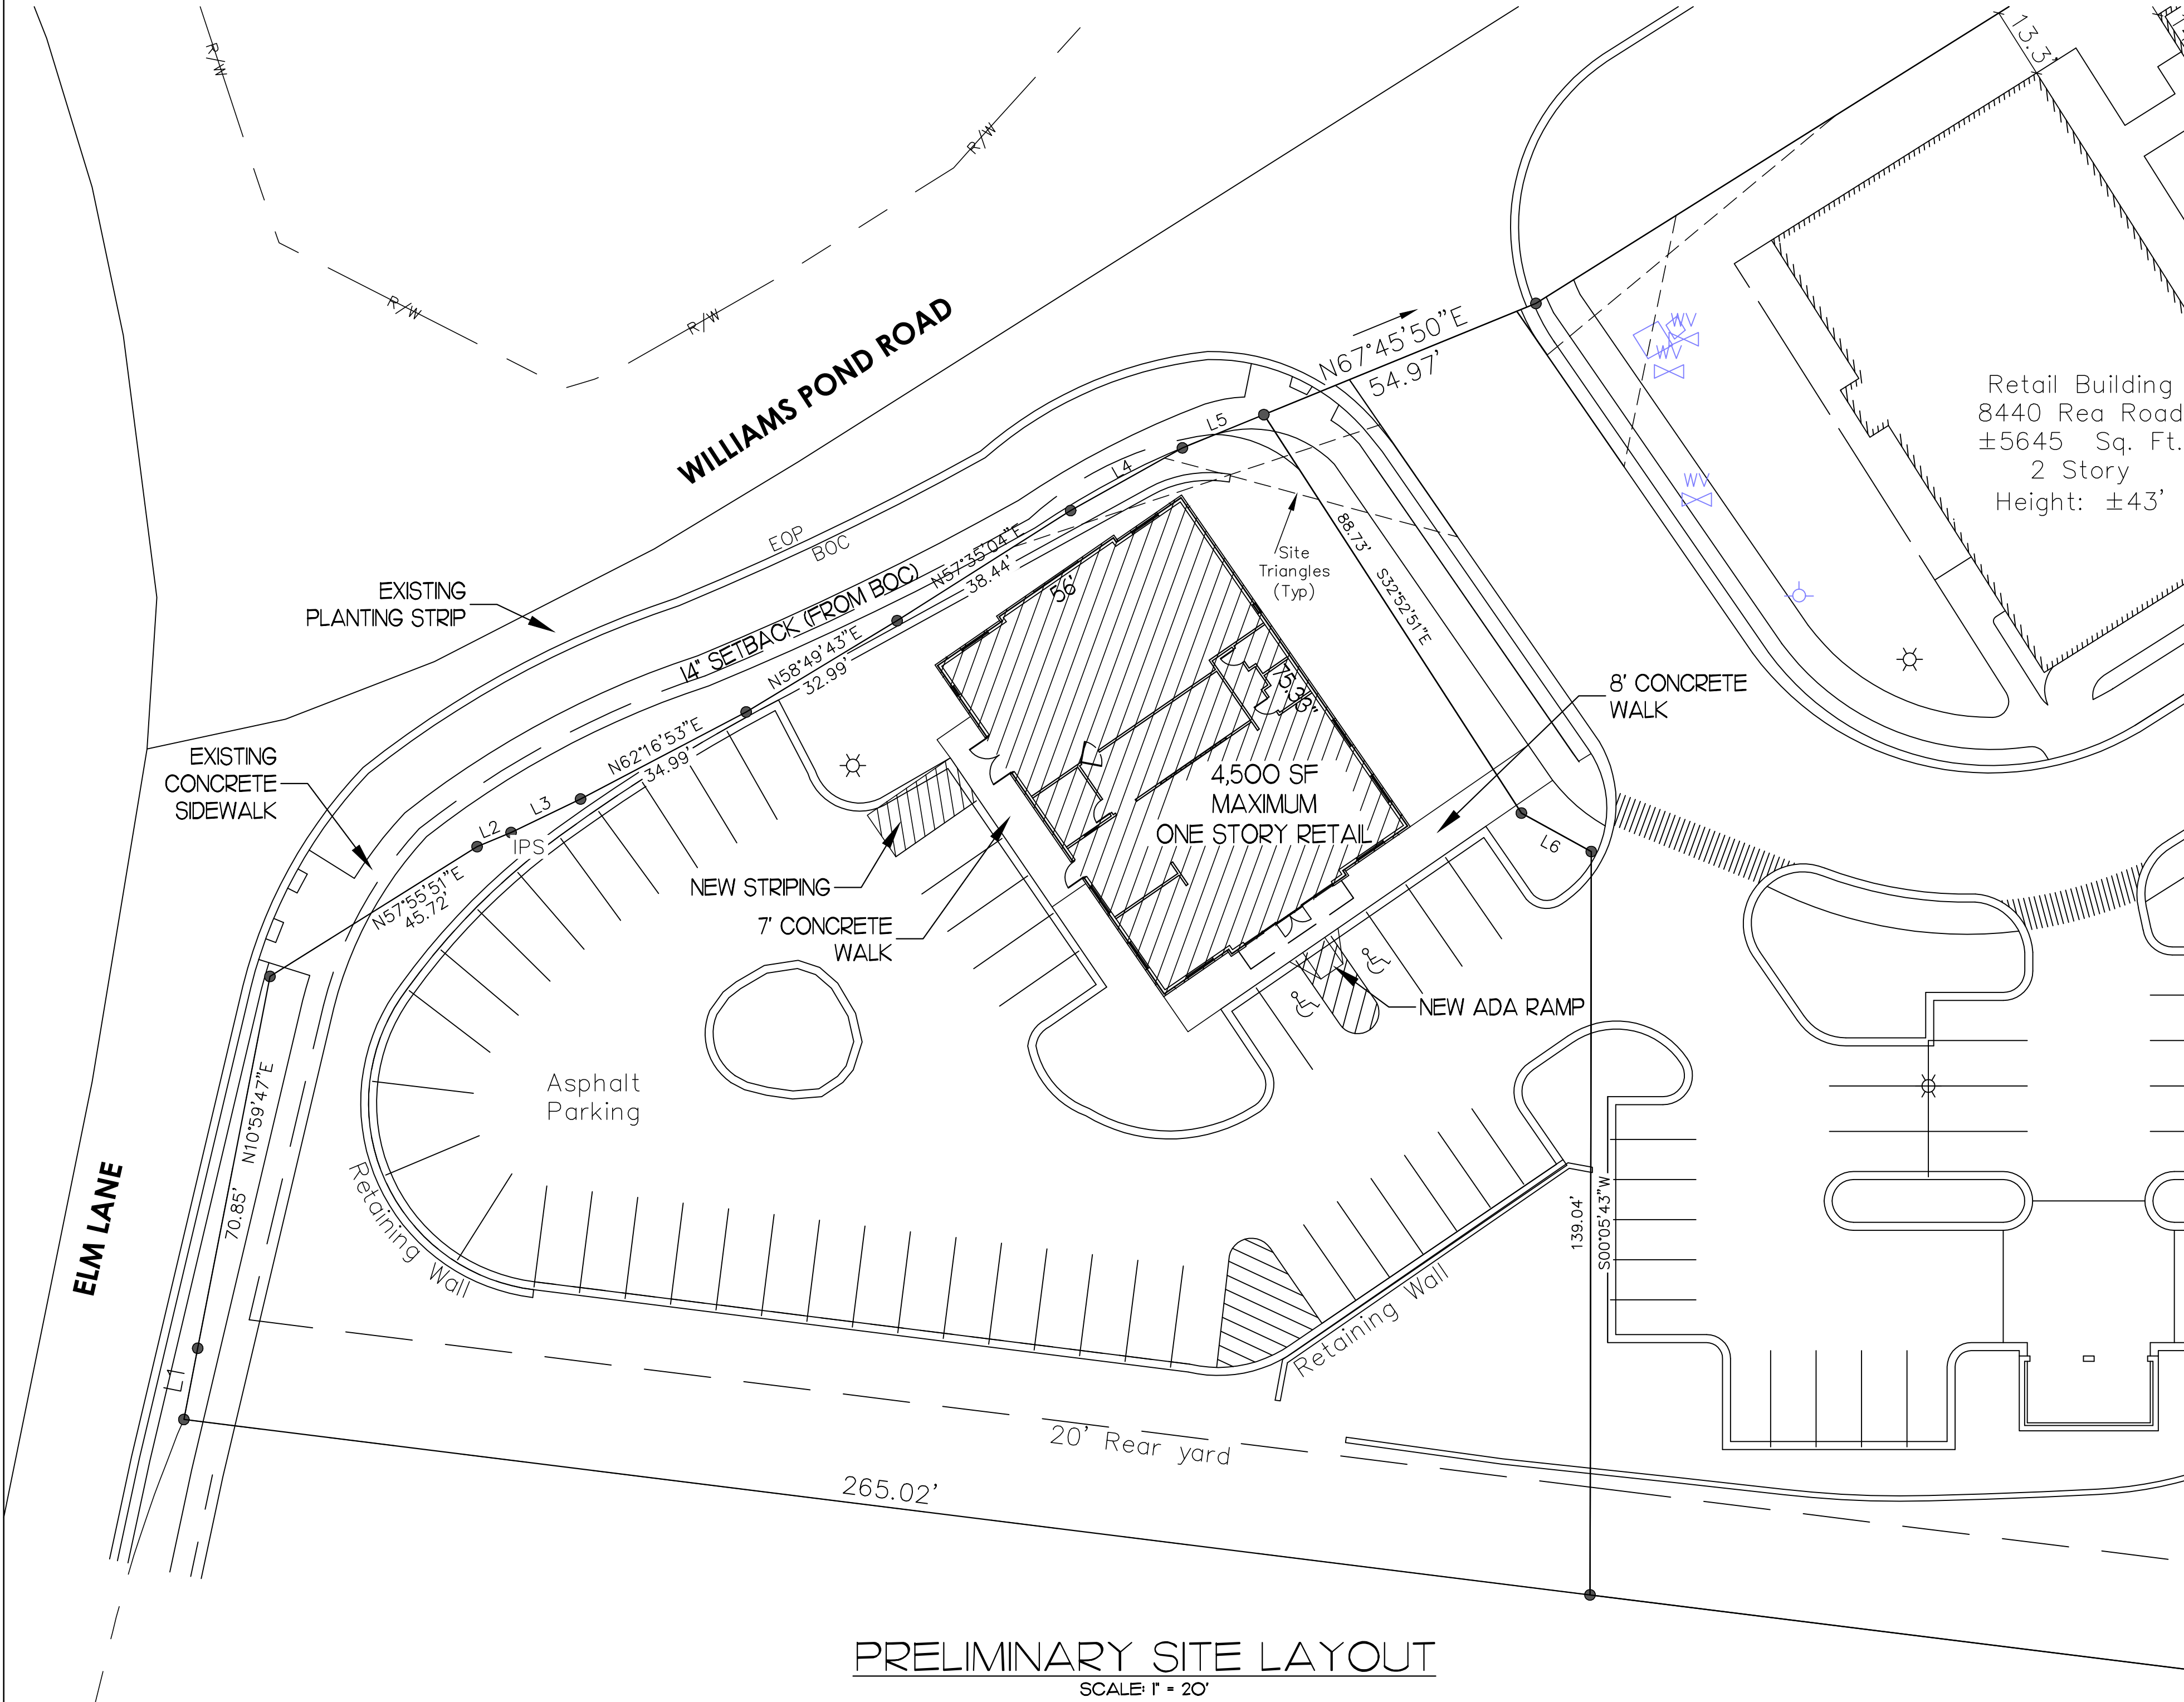 R/W
R/W
R/W
R/W
13.3'
WILLIAMS POND ROAD
N67°45'50"E
54.97'
WV
WV
WV
Retail Building
8440 Rea Road
±5645 Sq. Ft.
2 Story
Height: ±43'
L5
L4
EOP
BOC
N57°35'04"E
38.44'
14" SETBACK (FROM BOC)
56'
88.73'
S32°52'51"E
Site
Triangles
(Typ)
EXISTING
PLANTING STRIP
N58°49'43"E
32.99'
8' CONCRETE
WALK
EXISTING
CONCRETE
SIDEWALK
N62°16'53"E
34.99'
L3
L2
IPS
4,500 SF
MAXIMUM
ONE STORY RETAIL
L6
NEW STRIPING
7' CONCRETE
WALK
N57°55'51"E
45.72'
NEW ADA RAMP
Asphalt
Parking
N10°59'47"E
70.85'
Retaining Wall
ELM LANE
139.04'
S00°05'43"W
Retaining Wall
L1
20' Rear yard
265.02'
PRELIMINARY SITE LAYOUT
SCALE: 1" = 20'